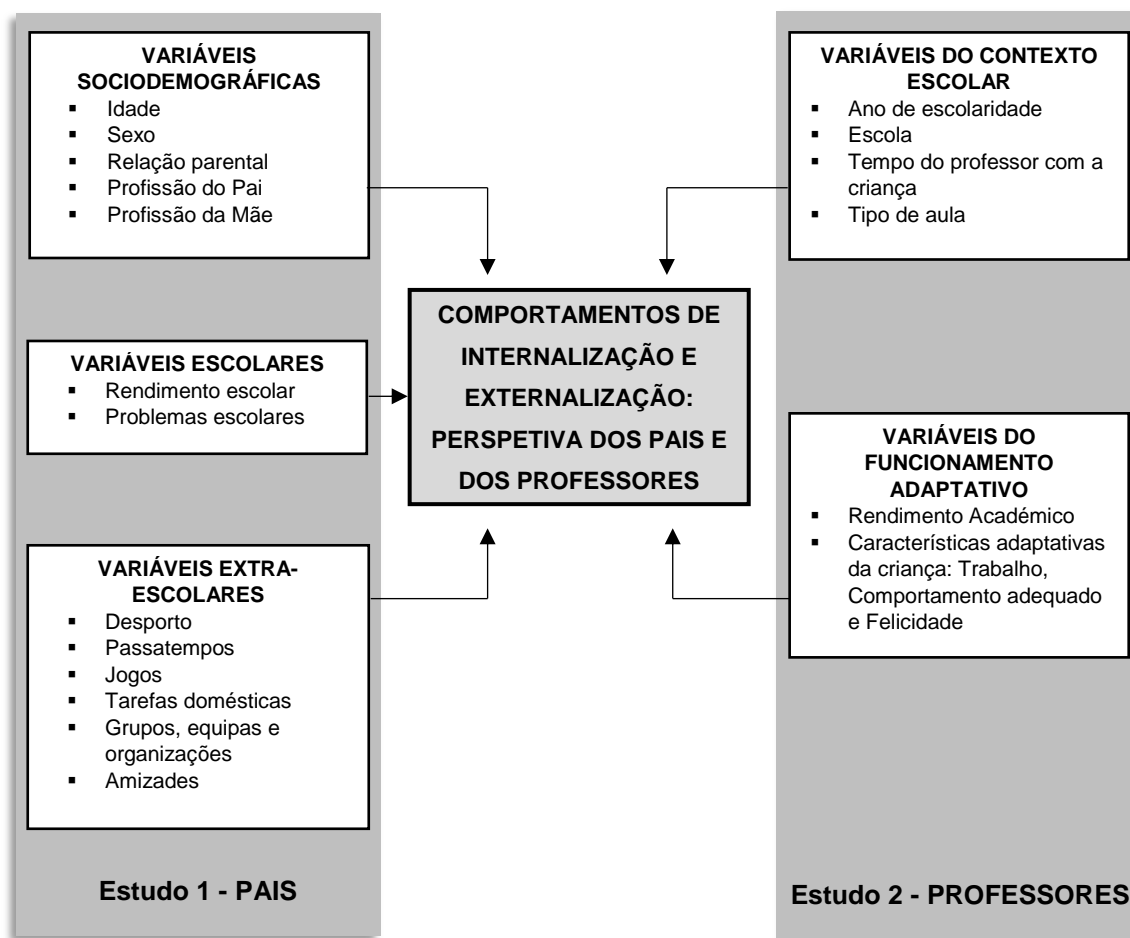 VARIÁVEIS
SOCIODEMOGRÁFICAS
▪ Idade
▪ Sexo
▪ Relação parental
▪ Profissão do Pai
▪ Profissão da Mãe
VARIÁVEIS ESCOLARES
▪ Rendimento escolar
▪ Problemas escolares
VARIÁVEIS EXTRA-
ESCOLARES
▪ Desporto
▪ Passatempos
▪ Jogos
▪ Tarefas domésticas
▪ Grupos, equipas e
organizações
▪ Amizades
Estudo 1 - PAIS
COMPORTAMENTOS DE
INTERNALIZAÇÃO E
EXTERNALIZAÇÃO:
PERSPETIVA DOS PAIS E
DOS PROFESSORES
VARIÁVEIS DO CONTEXTO
ESCOLAR
▪ Ano de escolaridade
▪ Escola
▪ Tempo do professor com a
criança
▪ Tipo de aula
VARIÁVEIS DO
FUNCIONAMENTO
ADAPTATIVO
▪ Rendimento Académico
▪ Características adaptativas
da criança: Trabalho,
Comportamento adequado
e Felicidade
Estudo 2 - PROFESSORES